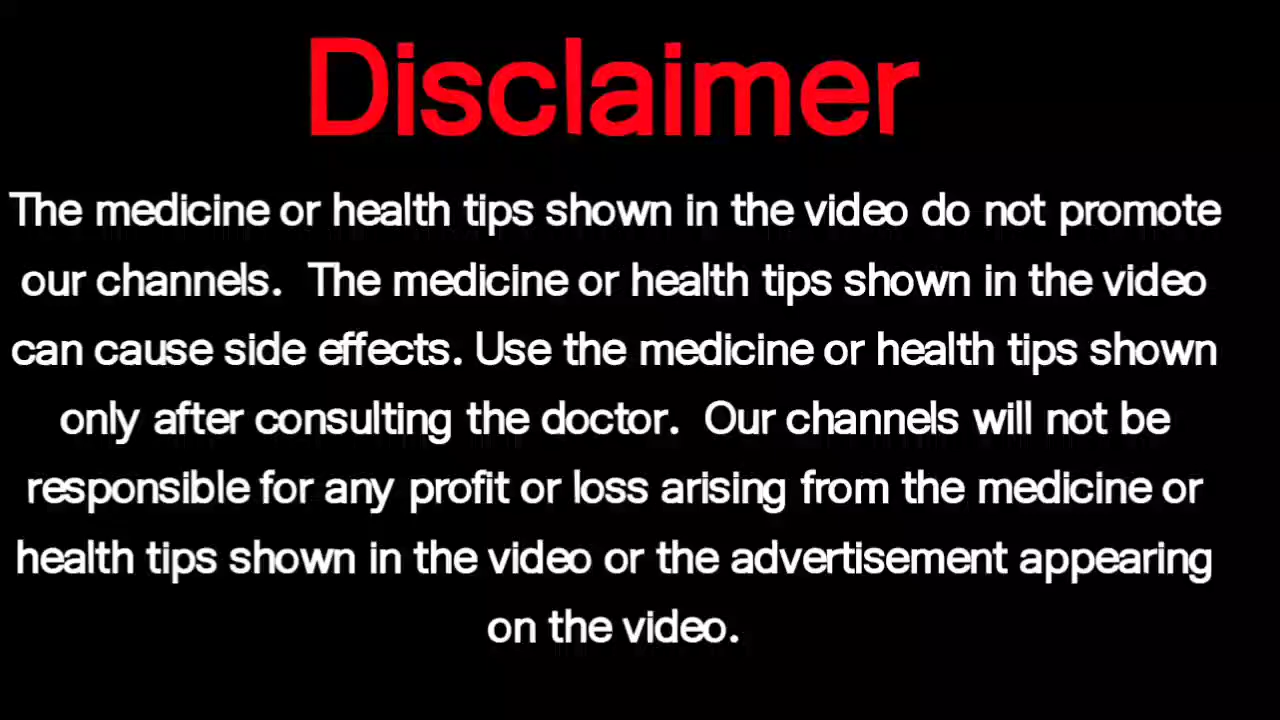 Disclaimer
The medicine or health tips shown in the video do not promote
our channels. The medicine or health tips shown in the video
can cause side effects. Use the medicine or health tips shown
only after consulting the doctor. Our channels will not be
responsible for any profit or loss arising from the medicine or
health tips shown in the video or the advertisement appearing
on the video.